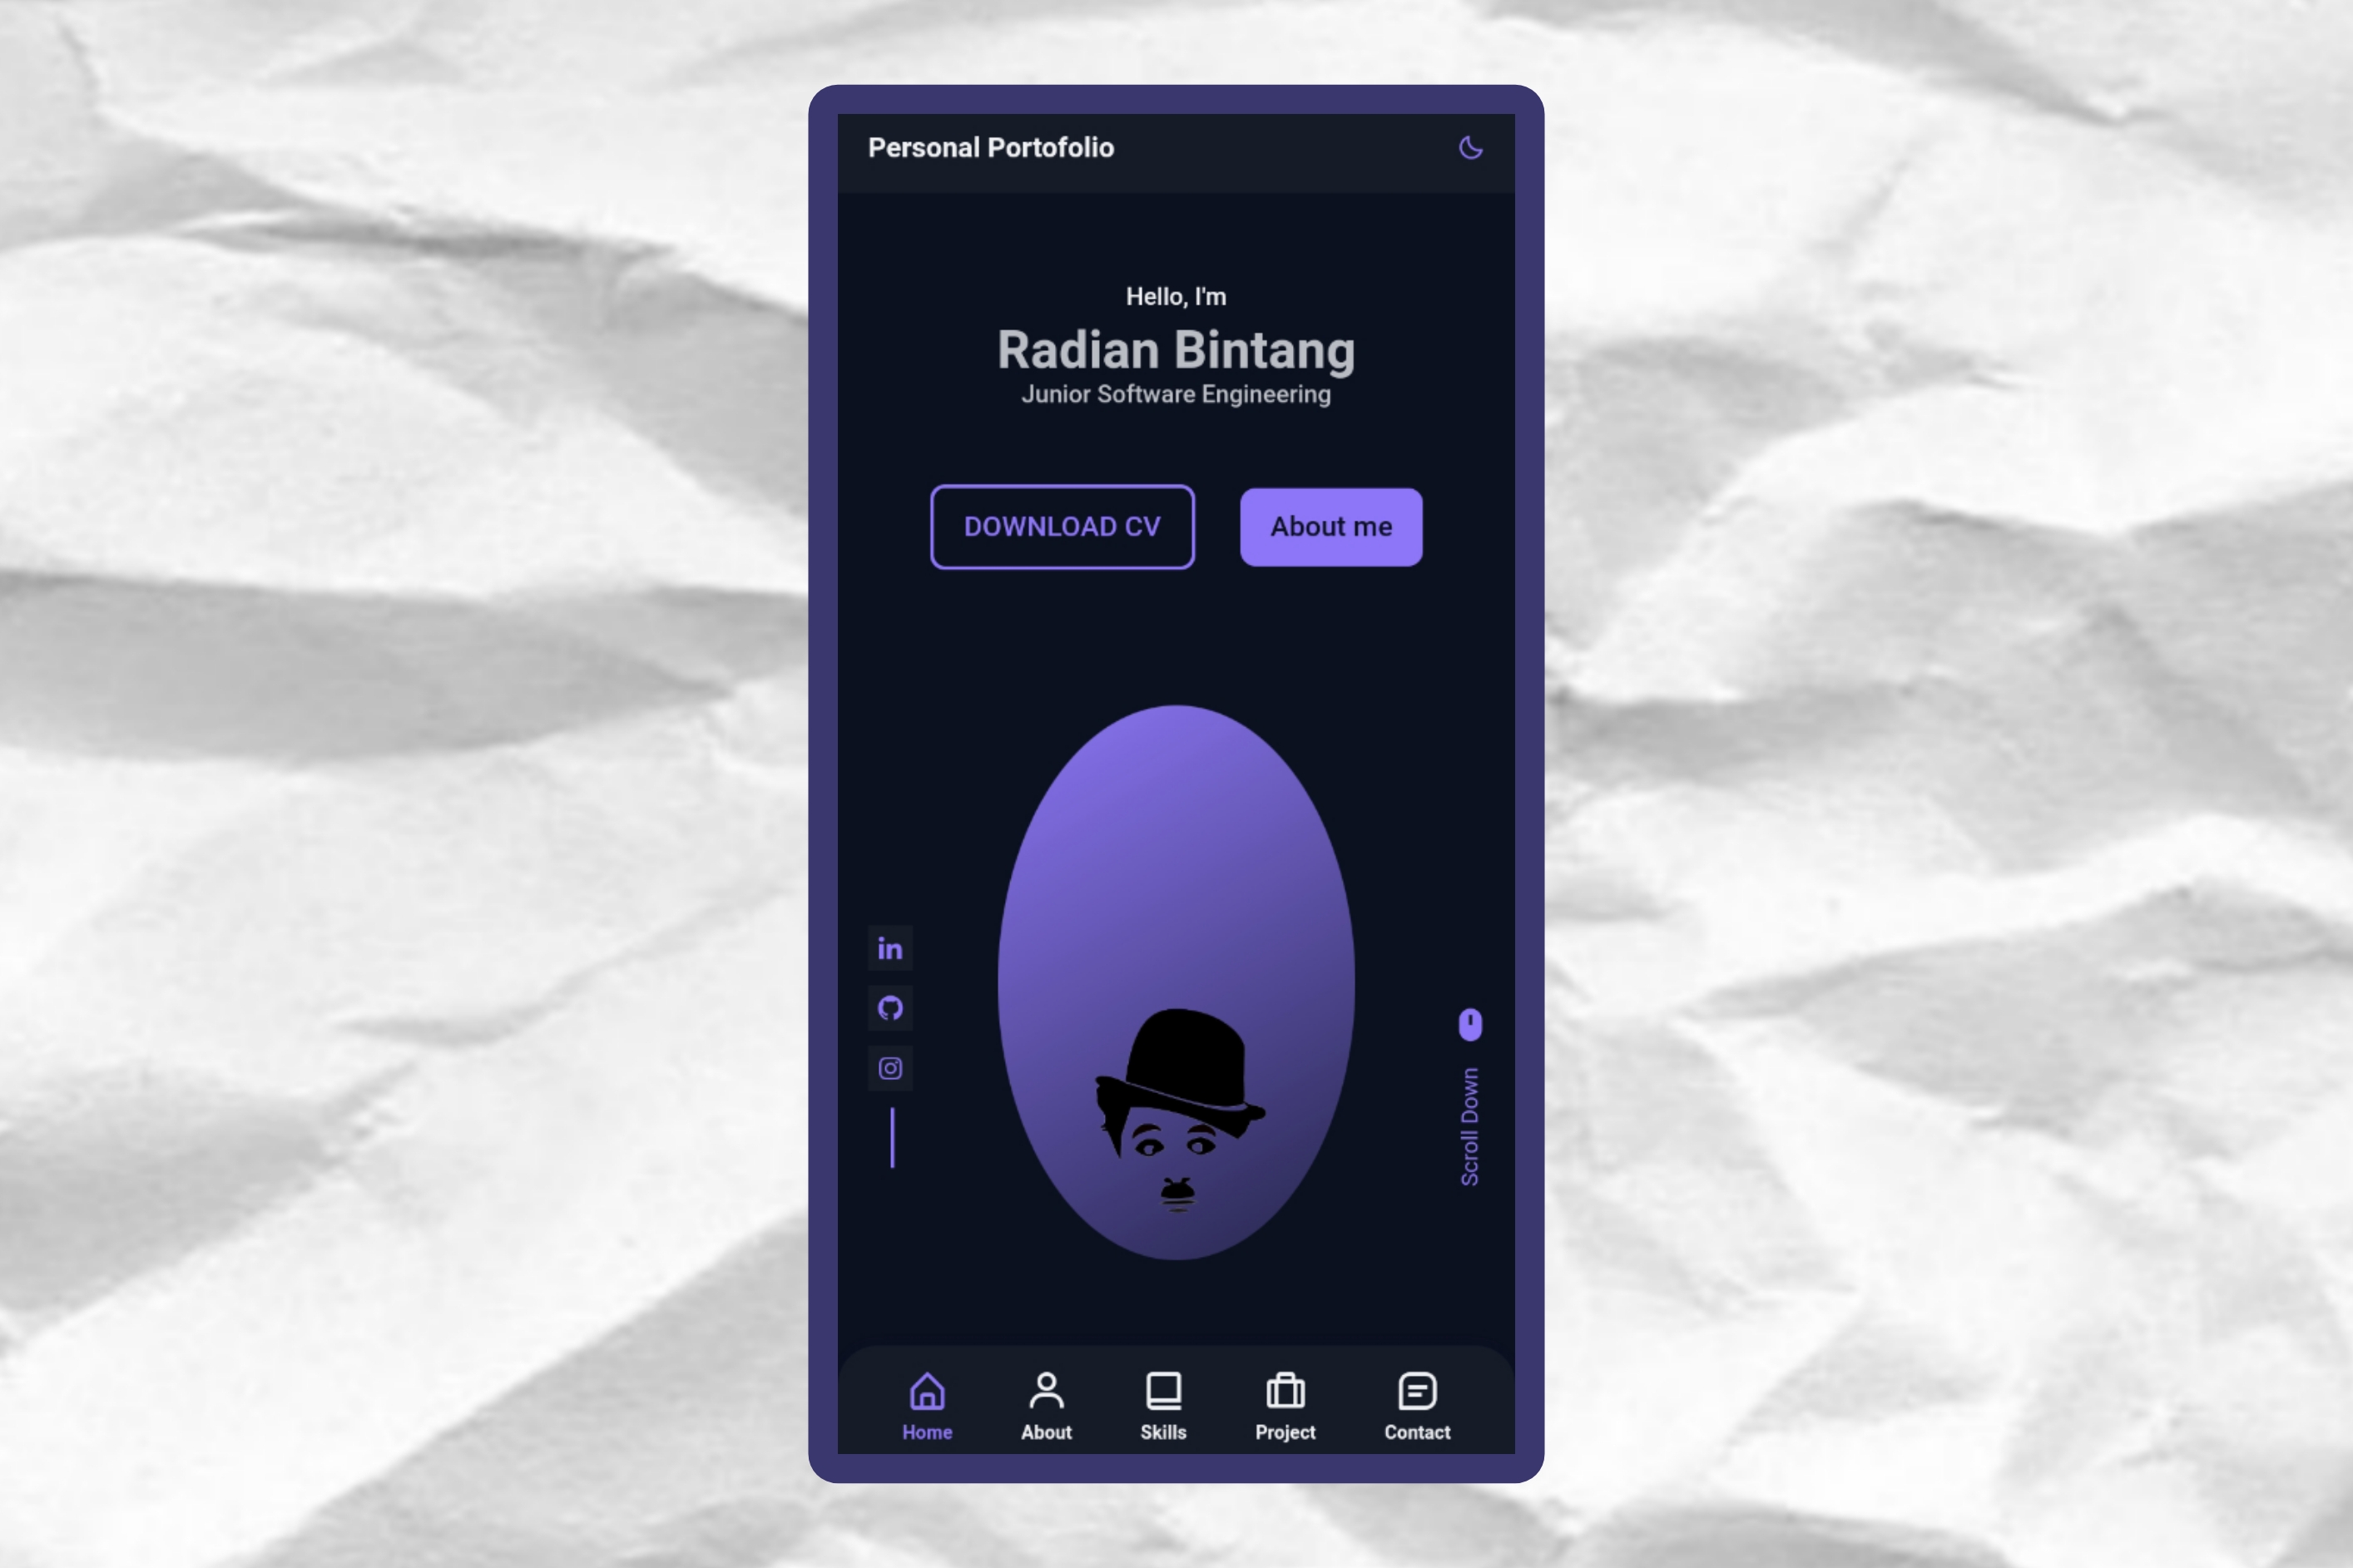 Personal Portofolio
Hello, I'm
Radian Bintang
Junior Software Engineering
DOWNLOAD CV
About me
in
Scroll Down
Home
About
Skills
Project
Contact